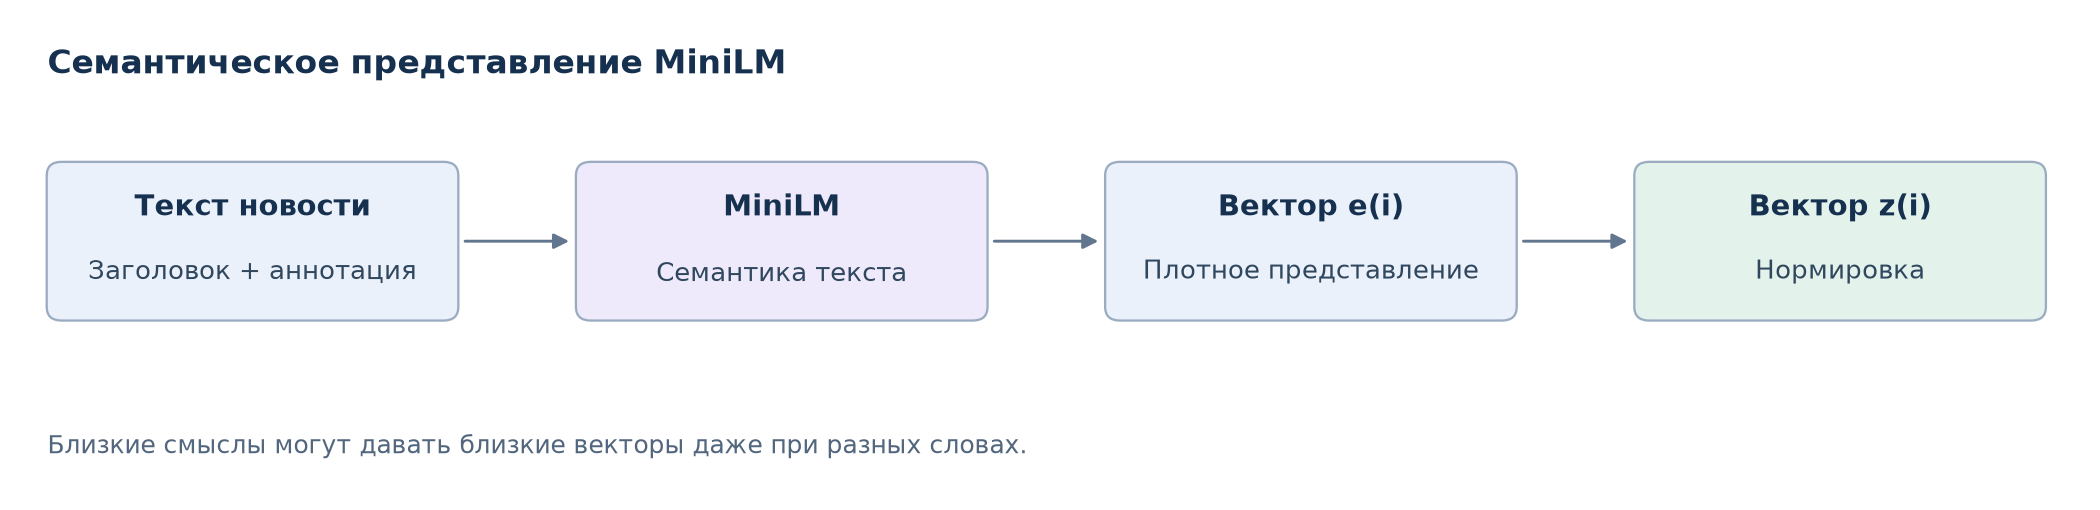 Семантическое представление MiniLM
Текст новости
Заголовок + аннотация
MiniLM
Семантика текста
Вектор e(i)
Плотное представление
Вектор z(i)
Нормировка
Близкие смыслы могут давать близкие векторы даже при разных словах.